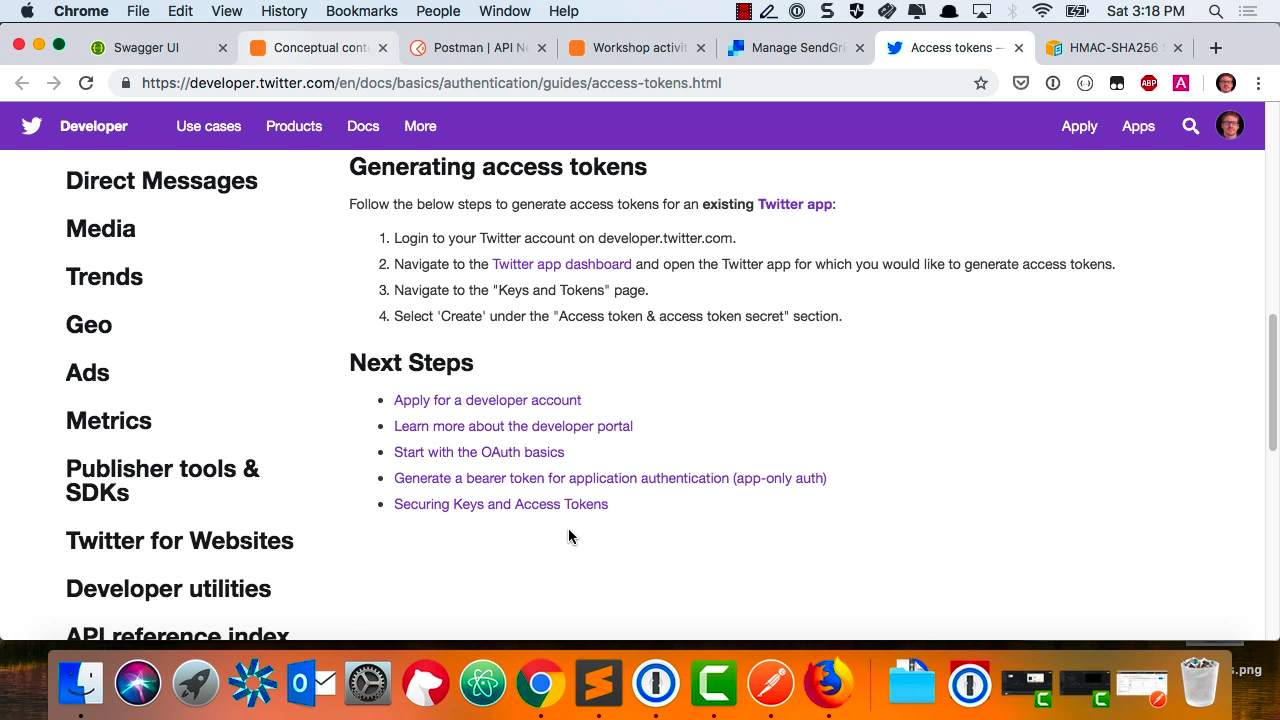 Chrome File Edit View History Bookmarks People Window Help Sat 3:18 PM
Swagger UI Conceptual cont Postman | API Ne Workshop activit Manage SendGri Access tokens — HMAC-SHA256
https://developer.twitter.com/en/docs/basics/authentication/guides/access-tokens.html
Developer Use cases Products Docs More Apply Apps
Direct Messages
Media
Trends
Geo
Ads
Metrics
Publisher tools &
SDKs
Twitter for Websites
Developer utilities
API reference index
Generating access tokens
Follow the below steps to generate access tokens for an existing Twitter app:
1. Login to your Twitter account on developer.twitter.com.
2. Navigate to the Twitter app dashboard and open the Twitter app for which you would like to generate access tokens.
3. Navigate to the "Keys and Tokens" page.
4. Select 'Create' under the "Access token & access token secret" section.
Next Steps
Apply for a developer account
Learn more about the developer portal
Start with the OAuth basics
Generate a bearer token for application authentication (app-only auth)
Securing Keys and Access Tokens
s.png